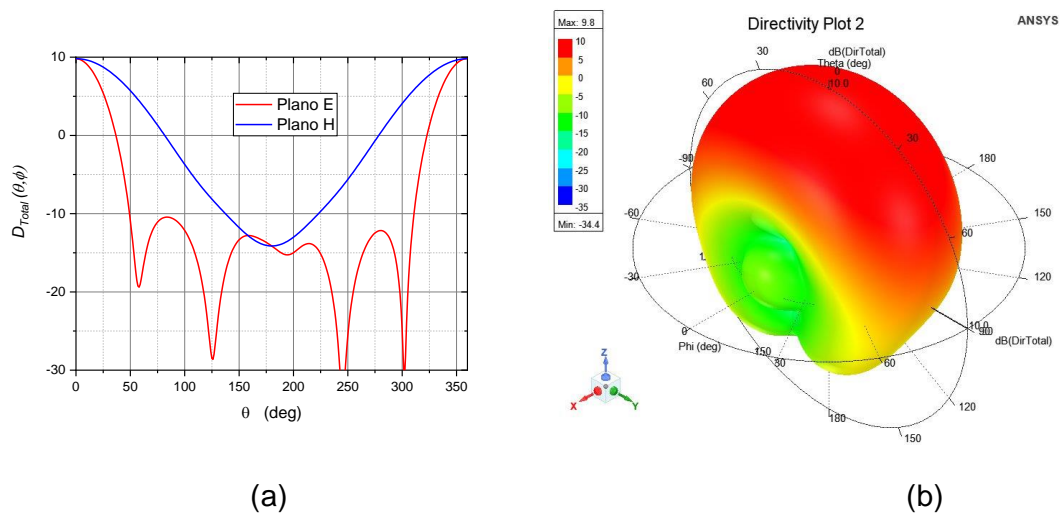 10
0
-10
-20
-30
0
50
100
150
200
250
300
350
D_Total (θ,ϕ)
θ (deg)
Plano E
Plano H
(a)
Max: 9.8
10
5
0
-5
-10
-15
-20
-25
-30
-35
Min: -34.4
Directivity Plot 2
ANSYS
dB(DirTotal)
Theta (deg)
0
10.0
30
60
30
-90
180
-60
150
60
-30
120
0
Phi (deg)
150
30
60
10.0
90
dB(DirTotal)
180
120
150
Z
X
Y
(b)